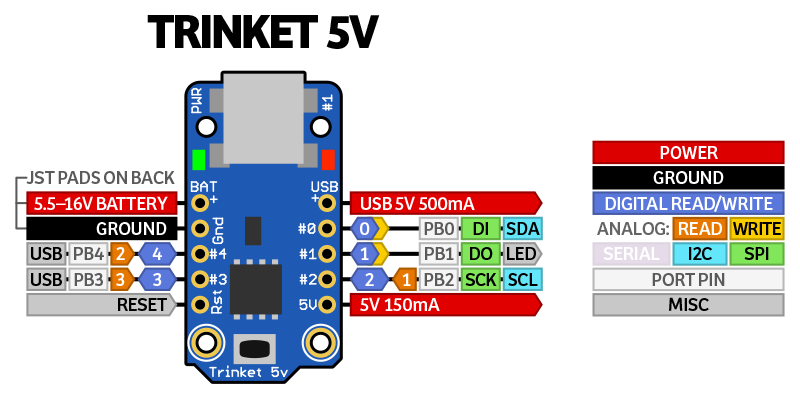 TRINKET 5V
PWR
#1
JST PADS ON BACK
BAT
USB
+
+
5.5–16V BATTERY
USB 5V 500mA
GROUND
Gnd
#0
0
PB0
DI
SDA
USB
PB4
2
4
#4
#1
1
PB1
DO
LED
USB
PB3
3
3
#3
#2
2
1
PB2
SCK
SCL
RESET
Rst
5V
5V 150mA
Trinket 5v
POWER
GROUND
DIGITAL READ/WRITE
ANALOG: READ WRITE
SERIAL I2C SPI
PORT PIN
MISC